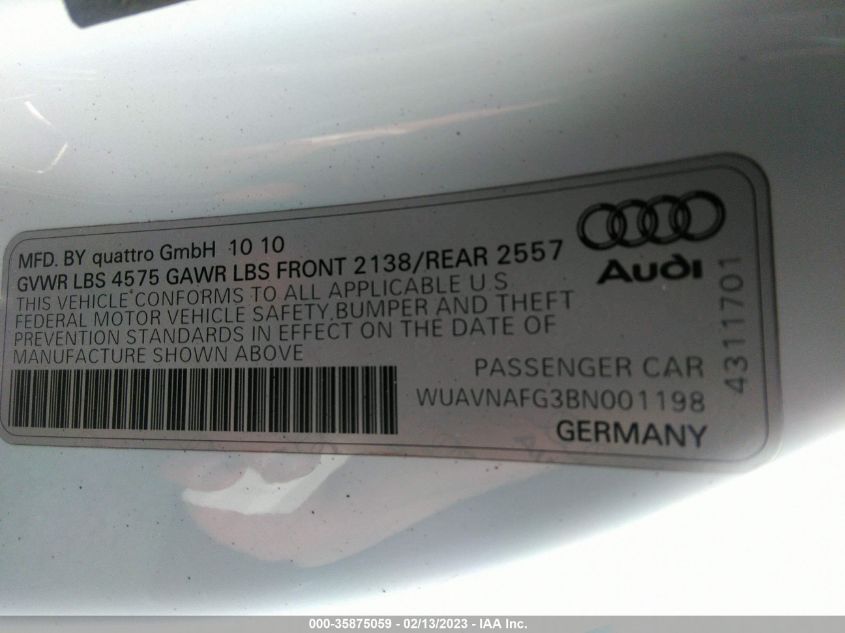 MFD. BY quattro GmbH 10 10
GVWR LBS 4575 GAWR LBS FRONT 2138/REAR 2557
THIS VEHICLE CONFORMS TO ALL APPLICABLE U.S
FEDERAL MOTOR VEHICLE SAFETY, BUMPER AND THEFT
PREVENTION STANDARDS IN EFFECT ON THE DATE OF
MANUFACTURE SHOWN ABOVE
Audi
4311701
PASSENGER CAR
WUAVNAFG3BN001198
GERMANY
000-35875059 - 02/13/2023 - IAA Inc.